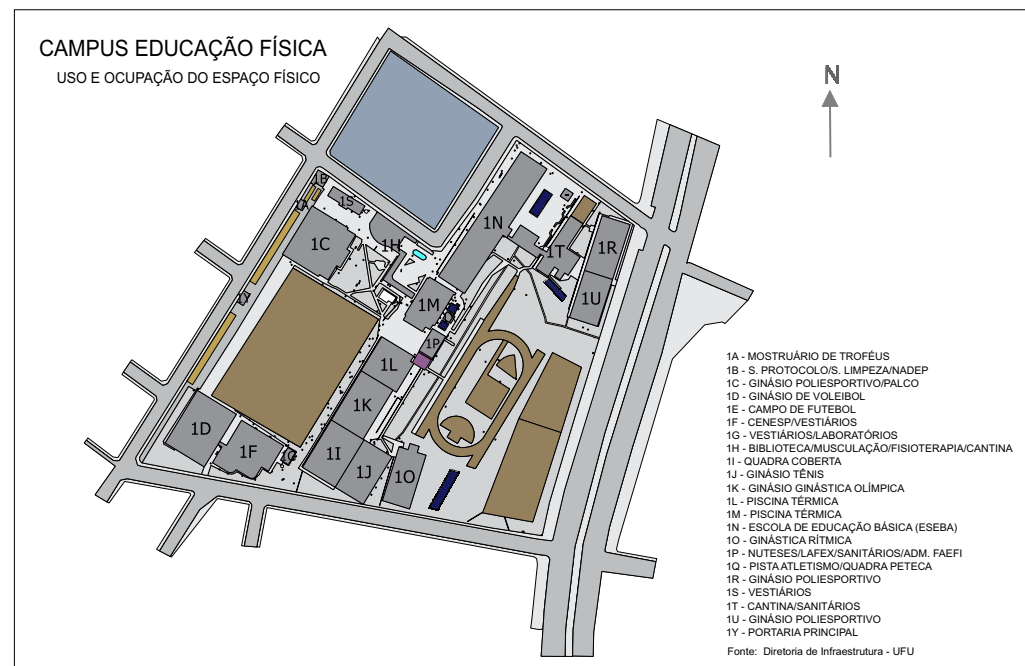 CAMPUS EDUCAÇÃO FÍSICA
USO E OCUPAÇÃO DO ESPAÇO FÍSICO
N
1B
1A
1S
1N
1C
1H
1T
1R
1Y
1M
1U
1P
1L
1K
1D
1F
1G
1I
1J
1O
1A - MOSTRUÁRIO DE TROFÉUS
1B - S. PROTOCOLO/S. LIMPEZA/NADEP
1C - GINÁSIO POLIESPORTIVO/PALCO
1D - GINÁSIO DE VOLEIBOL
1E - CAMPO DE FUTEBOL
1F - CENESP/VESTIÁRIOS
1G - VESTIÁRIOS/LABORATÓRIOS
1H - BIBLIOTECA/MUSCULAÇÃO/FISIOTERAPIA/CANTINA
1I - QUADRA COBERTA
1J - GINÁSIO TÊNIS
1K - GINÁSIO GINÁSTICA OLÍMPICA
1L - PISCINA TÉRMICA
1M - PISCINA TÉRMICA
1N - ESCOLA DE EDUCAÇÃO BÁSICA (ESEBA)
1O - GINÁSTICA RÍTMICA
1P - NUTESES/LAFEX/SANITÁRIOS/ADM. FAEFI
1Q - PISTA ATLETISMO/QUADRA PETECA
1R - GINÁSIO POLIESPORTIVO
1S - VESTIÁRIOS
1T - CANTINA/SANITÁRIOS
1U - GINÁSIO POLIESPORTIVO
1Y - PORTARIA PRINCIPAL
Fonte: Diretoria de Infraestrutura - UFU